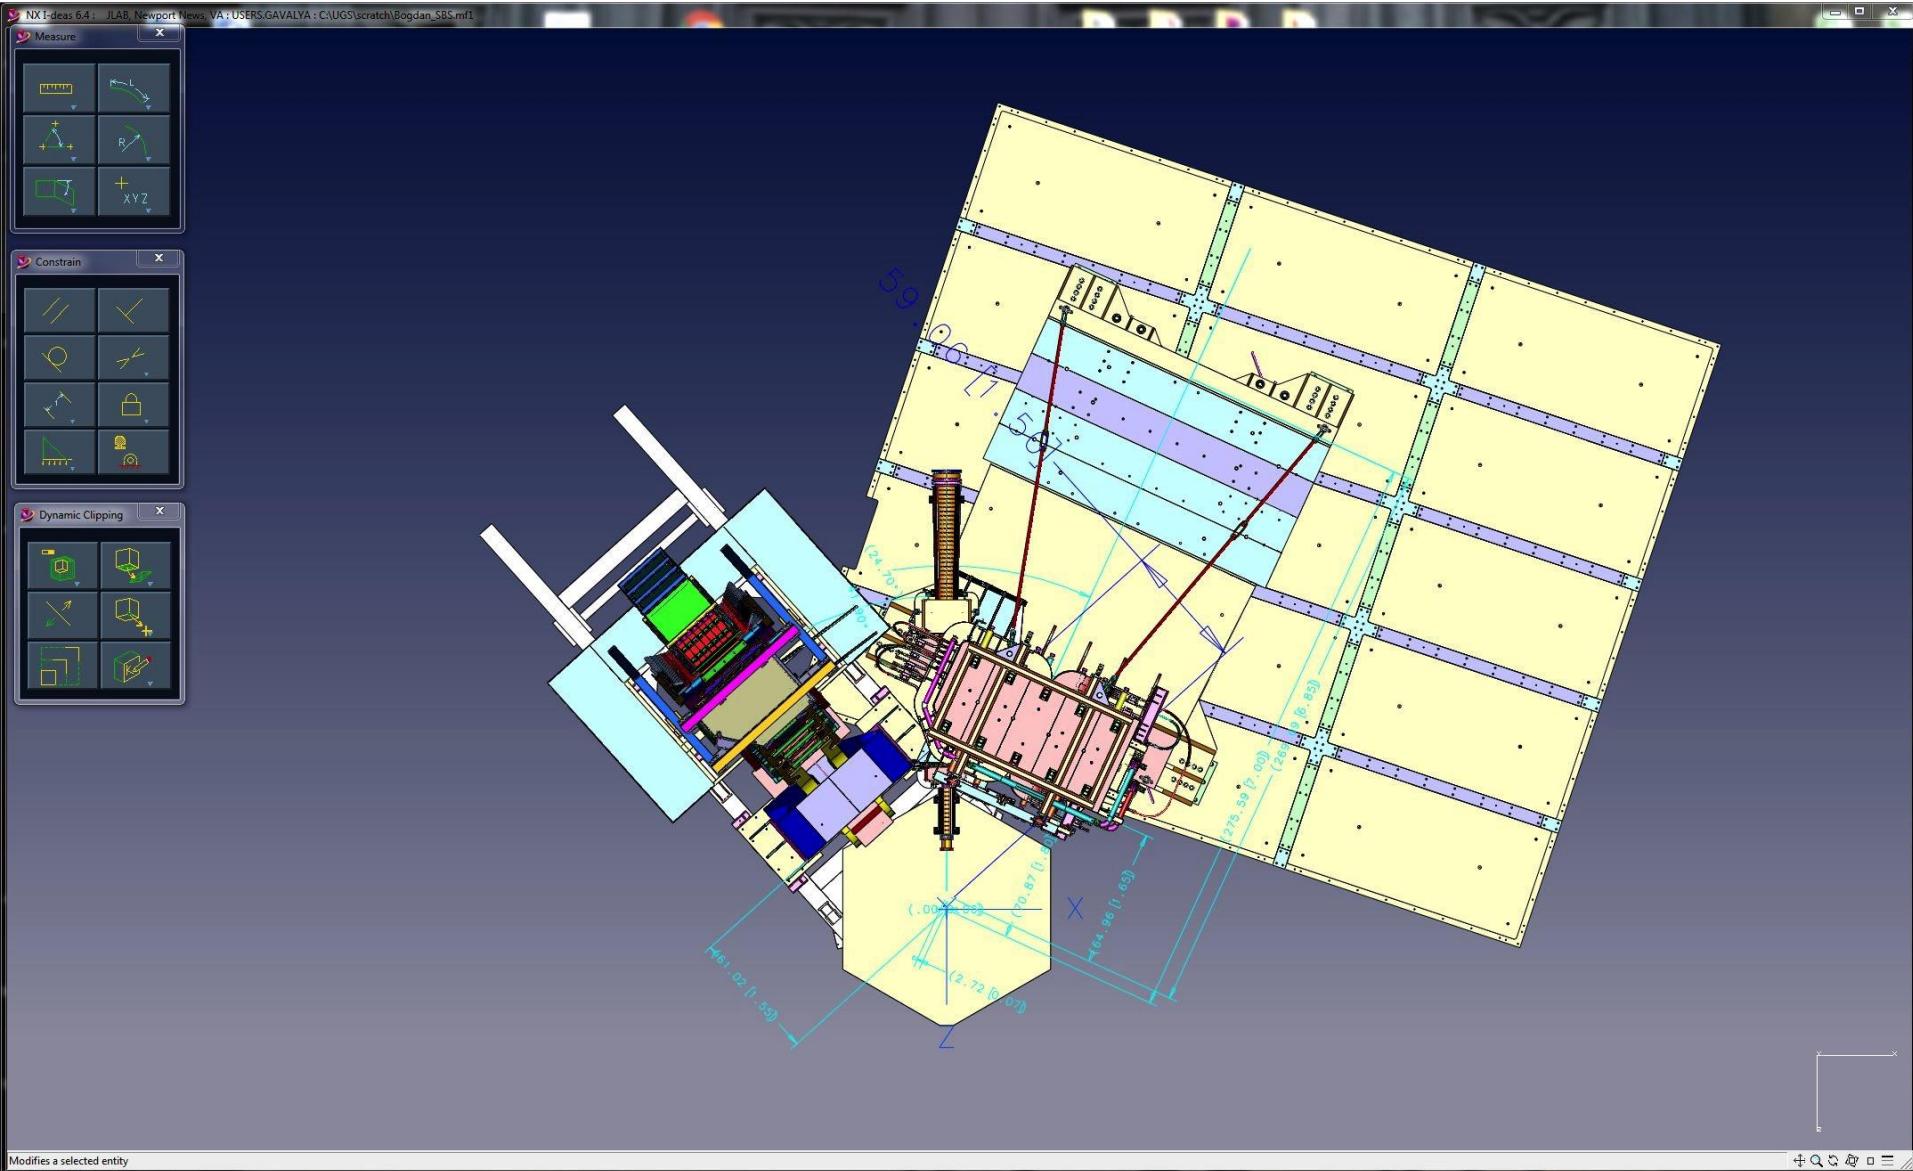 NX I-deas 6.4 : JLAB, Newport News, VA : USERS.GAVALYA : C:\UGS\scratch\Bogdan_SBS.mf1
Measure
L
R
XYZ
Constrain
Dynamic Clipping
59.06 [1.50]
(24.70°)
(269.69 [6.85])
(275.59 [7.00])
(70.87 [1.80])
(64.96 [1.65])
X
(2.72 [0.07])
(61.02 [1.55])
Z
Modifies a selected entity